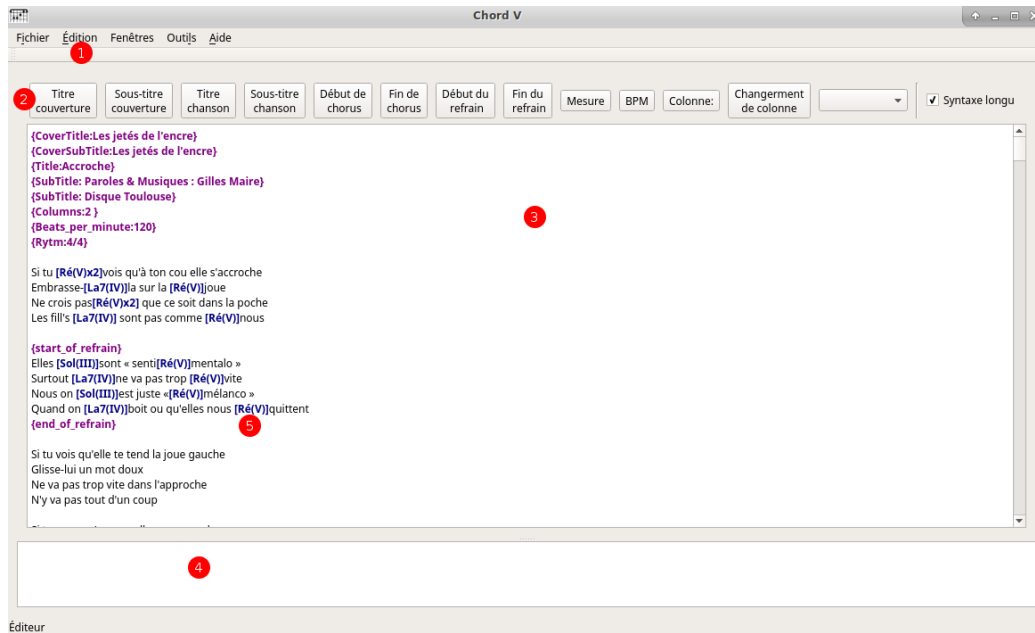 Chord V
Fichier Édition Fenêtres Outils Aide
1
2
Titre couverture
Sous-titre couverture
Titre chanson
Sous-titre chanson
Début de chorus
Fin de chorus
Début du refrain
Fin du refrain
Mesure
BPM
Colonne:
Changerment de colonne
Syntaxe longu
{CoverTitle:Les jetés de l'encre}
{CoverSubTitle:Les jetés de l'encre}
{Title:Accroche}
{SubTitle: Paroles & Musiques : Gilles Maire}
{SubTitle: Disque Toulouse}
{Columns:2 }
3
{Beats_per_minute:120}
{Rytm:4/4}
Si tu [Ré(V)x2]vois qu'à ton cou elle s'accroche
Embrasse-[La7(IV)]la sur la [Ré(V)]joue
Ne crois pas[Ré(V)x2] que ce soit dans la poche
Les fill's [La7(IV)] sont pas comme [Ré(V)]nous
{start_of_refrain}
Elles [Sol(III)]sont « senti[Ré(V)]mentalo »
Surtout [La7(IV)]ne va pas trop [Ré(V)]vite
Nous on [Sol(III)]est juste «[Ré(V)]mélanco »
Quand on [La7(IV)]boit ou qu'elles nous [Ré(V)]quittent
{end_of_refrain}
5
Si tu vois qu'elle te tend la joue gauche
Glisse-lui un mot doux
Ne va pas trop vite dans l'approche
N'y va pas tout d'un coup
4
Éditeur